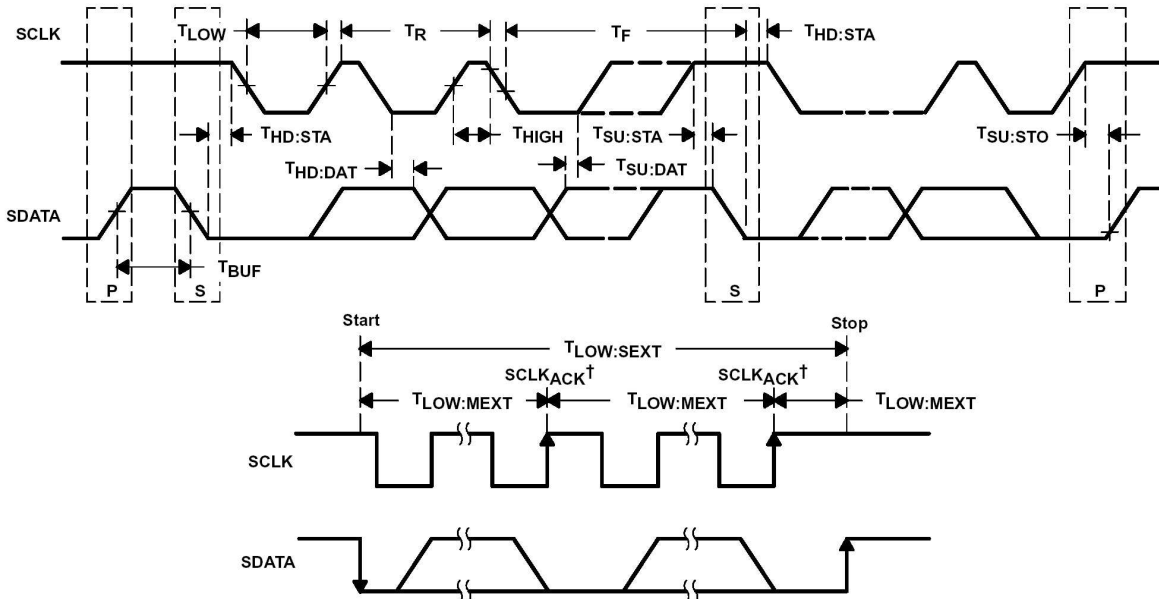 SCLK
TLOW
TR
TF
THD:STA
THD:STA
THIGH
TSU:STA
TSU:STO
THD:DAT
TSU:DAT
SDATA
TBUF
P
S
S
P
Start
Stop
TLOW:SEXT
SCLKACK†
SCLKACK†
TLOW:MEXT
TLOW:MEXT
TLOW:MEXT
SCLK
SDATA